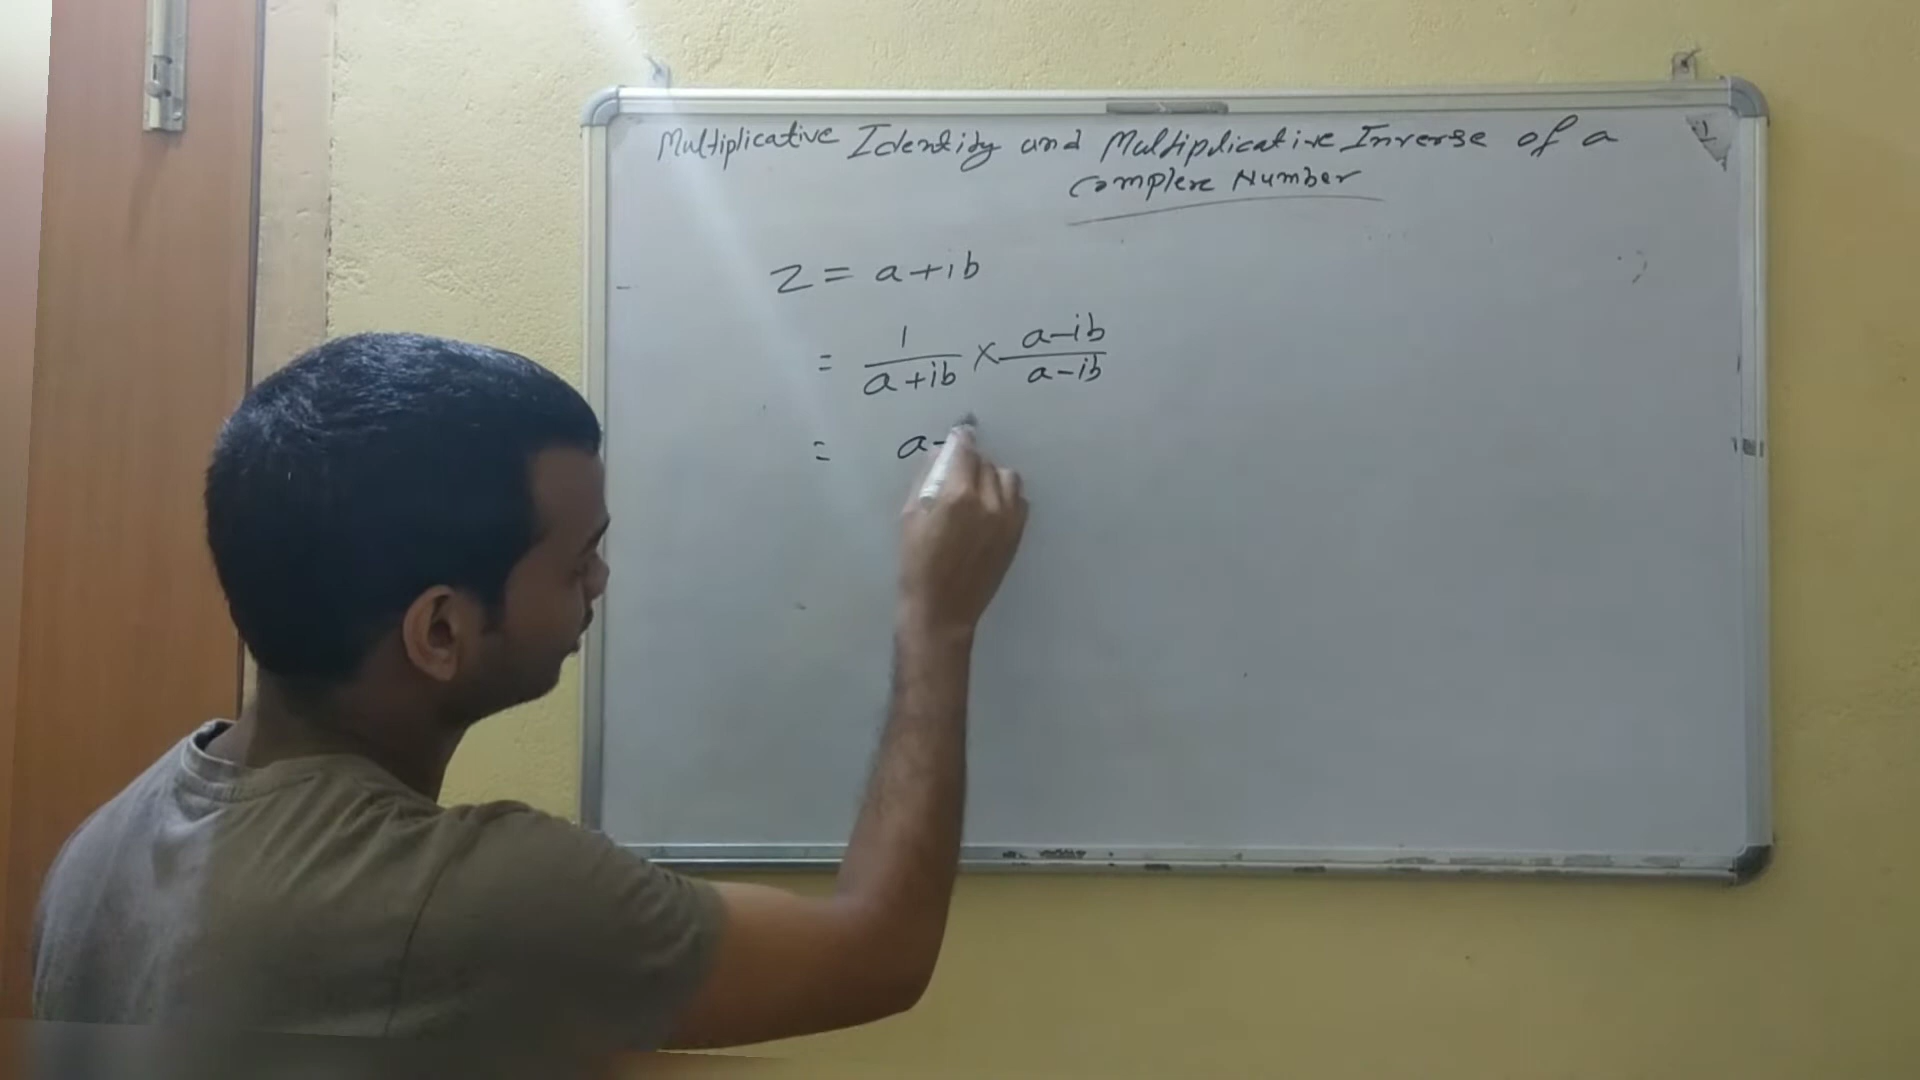 Multiplicative Identity and Multiplicative Inverse of a
Complex Number
Z = a+ib
= 1/a+ib × a-ib/a-ib
= a-